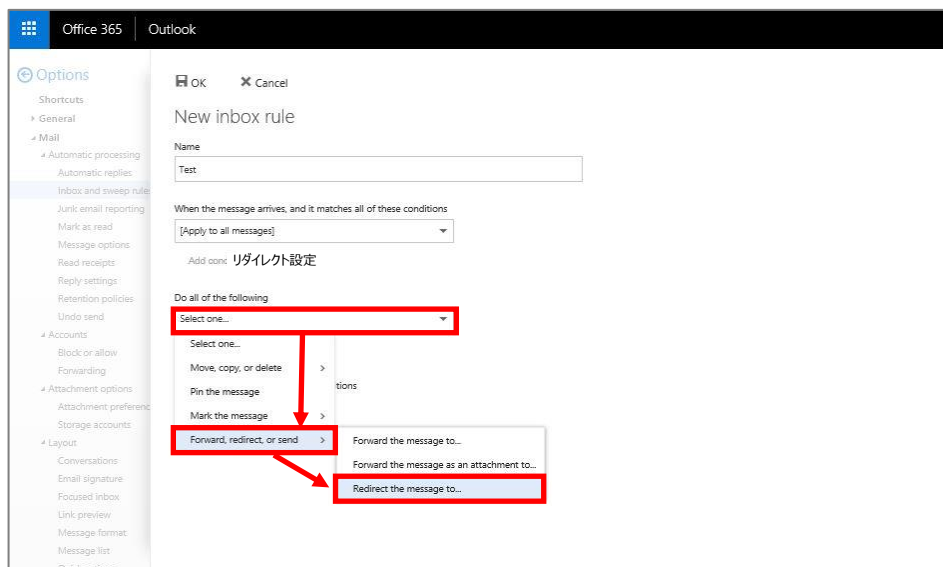 Office 365 Outlook
Options
Shortcuts
General
Mail
Automatic processing
Automatic replies
Inbox and sweep rule
Junk email reporting
Mark as read
Message options
Read receipts
Reply settings
Retention policies
Undo send
Accounts
Block or allow
Forwarding
Attachment options
Attachment preferenc
Storage accounts
Layout
Conversations
Email signature
Focused inbox
Link preview
Message format
Message list
OK Cancel
New inbox rule
Name
Test
When the message arrives, and it matches all of these conditions
[Apply to all messages]
Add conc リダイレクト設定
Do all of the following
Select one...
Select one...
Move, copy, or delete
Pin the message
tions
Mark the message
Forward, redirect, or send
Forward the message to...
Forward the message as an attachment to...
Redirect the message to...